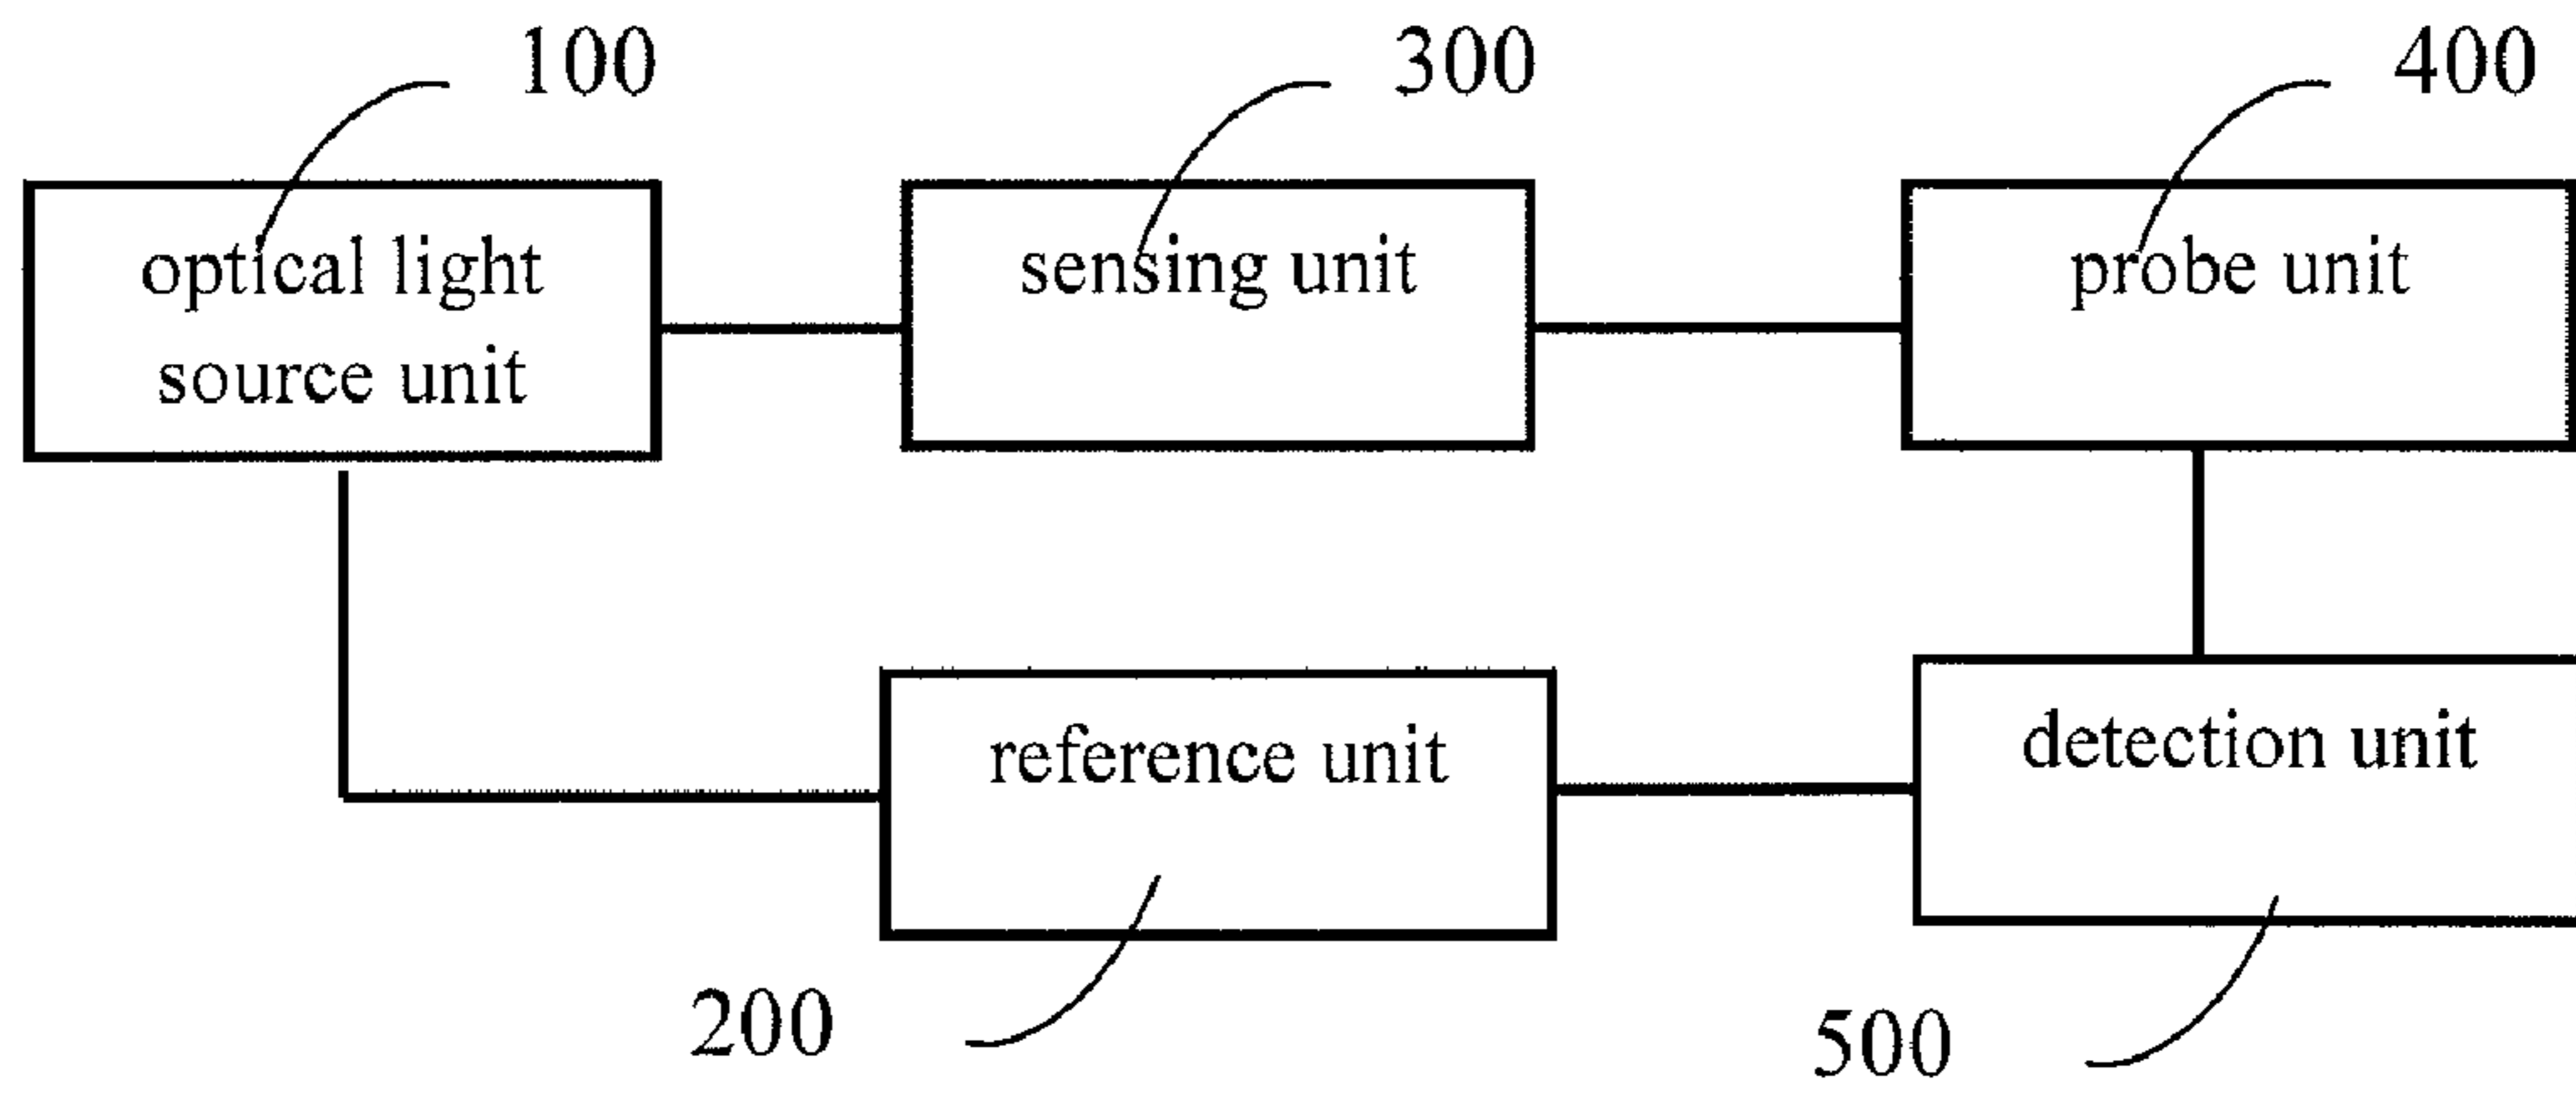 100
300
400
optical light
source unit
sensing unit
probe unit
reference unit
detection unit
200
500